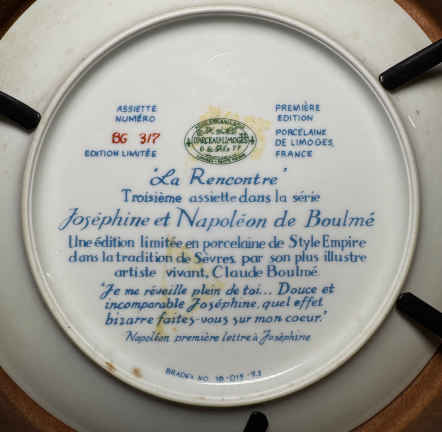 ASSIETTE
NUMÉRO
BG 317
EDITION LIMITÉE
D'ARCEAU-LIMOGES
PREMIÈRE
EDITION
PORCELAINE
DE LIMOGES,
FRANCE
'La Rencontre'
Troisième assiette dans la série
Joséphine et Napoléon de Boulmé
Une édition limitée en porcelaine de Style Empire
dans la tradition de Sèvres par son plus illustre
artiste vivant, Claude Boulmé
'Je me réveille plein de toi... Douce et
incomparable Joséphine, quel effet
bizarre faites-vous sur mon coeur.'
Napoléon première lettre à Joséphine
BRADEX NO. 18-D15-3.3